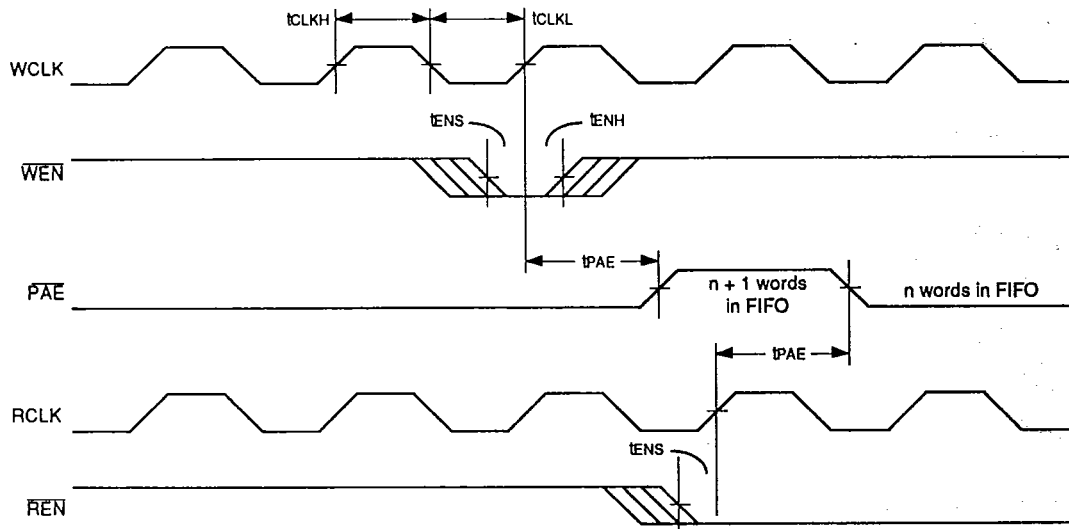 tCLKH
tCLKL
WCLK
tENS
tENH
WEN
tPAE
PAE
n + 1 words
in FIFO
n words in FIFO
tPAE
RCLK
tENS
REN